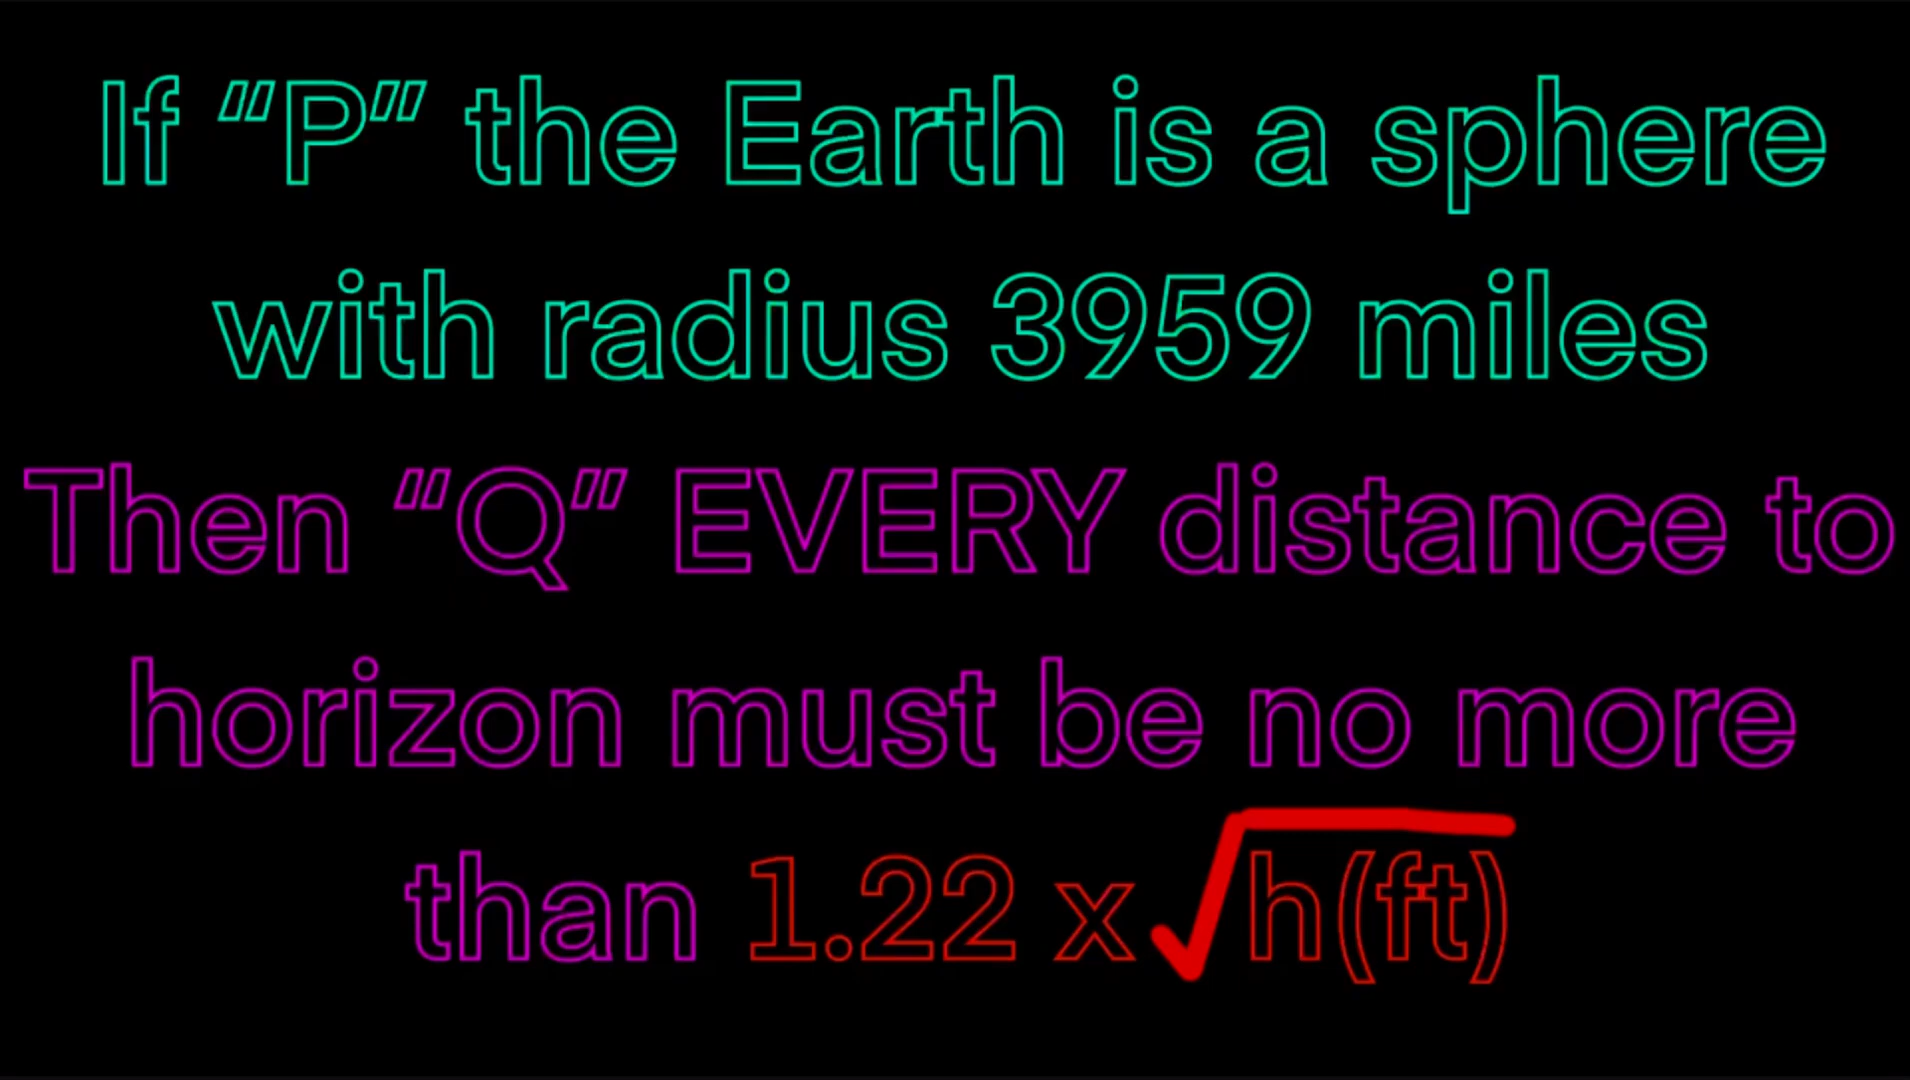 If "P" the Earth is a sphere
with radius 3959 miles
Then "Q" EVERY distance to
horizon must be no more
than 1.22 x √h(ft)